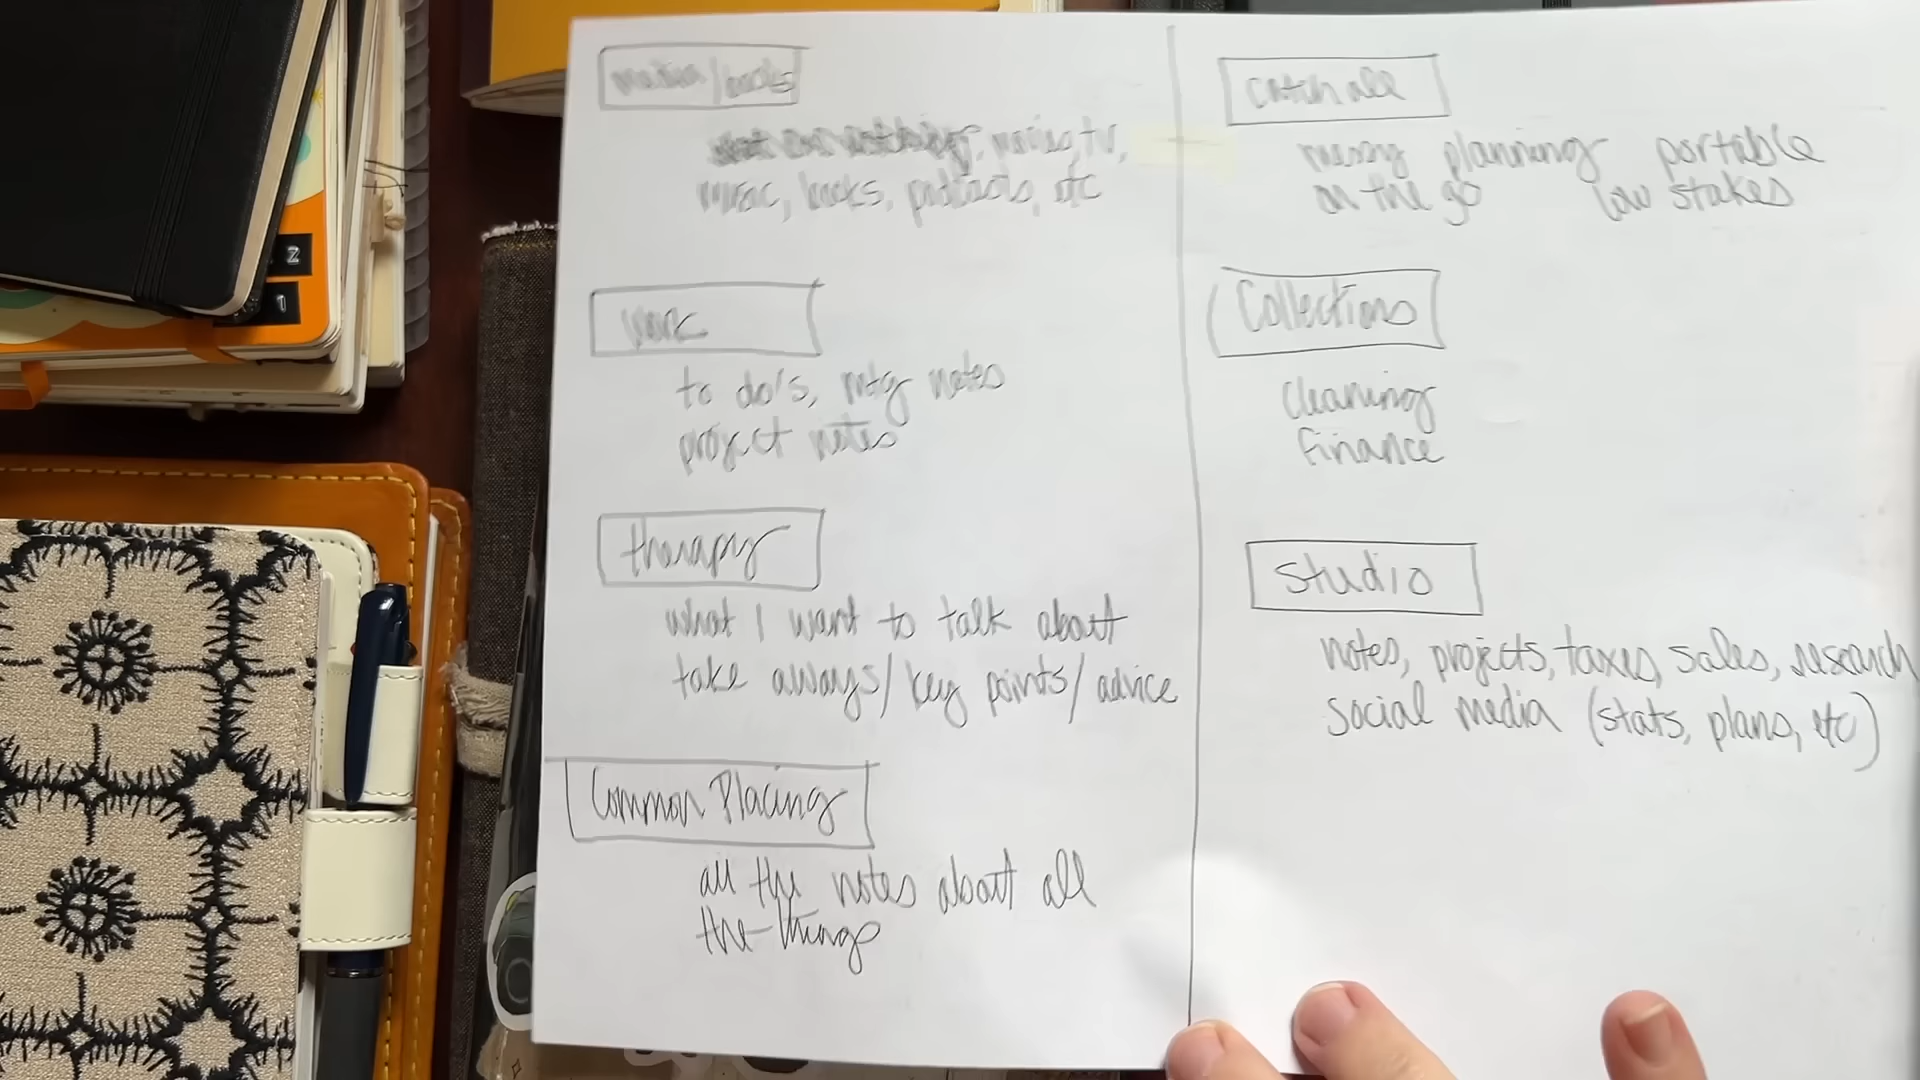 media/books
movies, tv,
music, books, podcasts, etc
work
to do's, mtg notes
project notes
therapy
what I want to talk about
take aways/key points/advice
Common Placing
all the notes about all
the things
catch all
messy planning portable
on the go low stakes
Collections
cleaning
finance
studio
notes, projects, taxes, sales, research
social media (stats, plans, etc)
Z
1